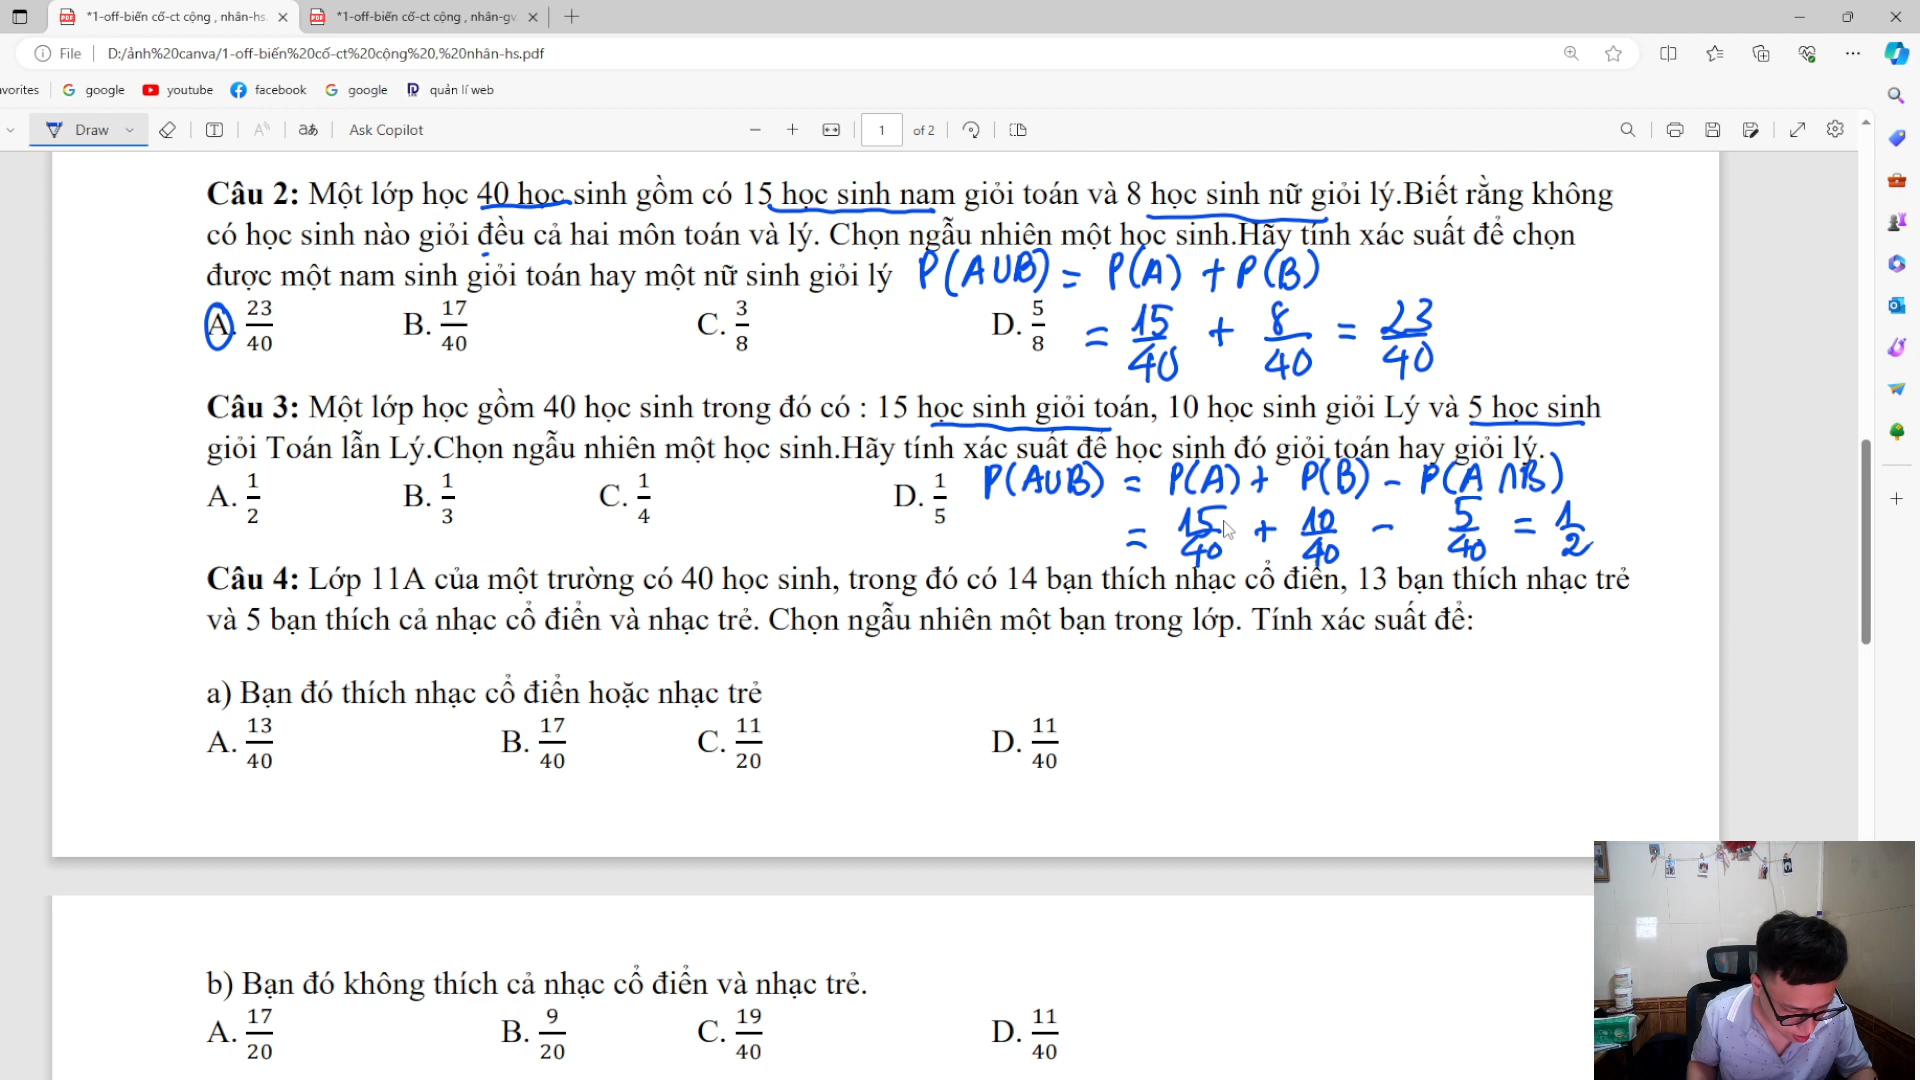 *1-off-biến cố-ct cộng , nhân-hs.
*1-off-biến cố-ct cộng , nhân-gv.
File
D:/ảnh%20canva/1-off-biến%20cố-ct%20cộng%20,%20nhân-hs.pdf
avorites
google
youtube
facebook
google
quản lí web
Draw
Ask Copilot
1
of 2
Câu 2: Một lớp học 40 học sinh gồm có 15 học sinh nam giỏi toán và 8 học sinh nữ giỏi lý.Biết rằng không
có học sinh nào giỏi đều cả hai môn toán và lý. Chọn ngẫu nhiên một học sinh.Hãy tính xác suất để chọn
được một nam sinh giỏi toán hay một nữ sinh giỏi lý P(A∪B) = P(A) + P(B)
A. 23/40 B. 17/40 C. 3/8 D. 5/8 = 15/40 + 8/40 = 23/40
Câu 3: Một lớp học gồm 40 học sinh trong đó có : 15 học sinh giỏi toán, 10 học sinh giỏi Lý và 5 học sinh
giỏi Toán lẫn Lý.Chọn ngẫu nhiên một học sinh.Hãy tính xác suất để học sinh đó giỏi toán hay giỏi lý.
A. 1/2 B. 1/3 C. 1/4 D. 1/5 P(A∪B) = P(A) + P(B) - P(A∩B)
= 15/40 + 10/40 - 5/40 = 1/2
Câu 4: Lớp 11A của một trường có 40 học sinh, trong đó có 14 bạn thích nhạc cổ điển, 13 bạn thích nhạc trẻ
và 5 bạn thích cả nhạc cổ điển và nhạc trẻ. Chọn ngẫu nhiên một bạn trong lớp. Tính xác suất để:
a) Bạn đó thích nhạc cổ điển hoặc nhạc trẻ
A. 13/40 B. 17/40 C. 11/20 D. 11/40
b) Bạn đó không thích cả nhạc cổ điển và nhạc trẻ.
A. 17/20 B. 9/20 C. 19/40 D. 11/40